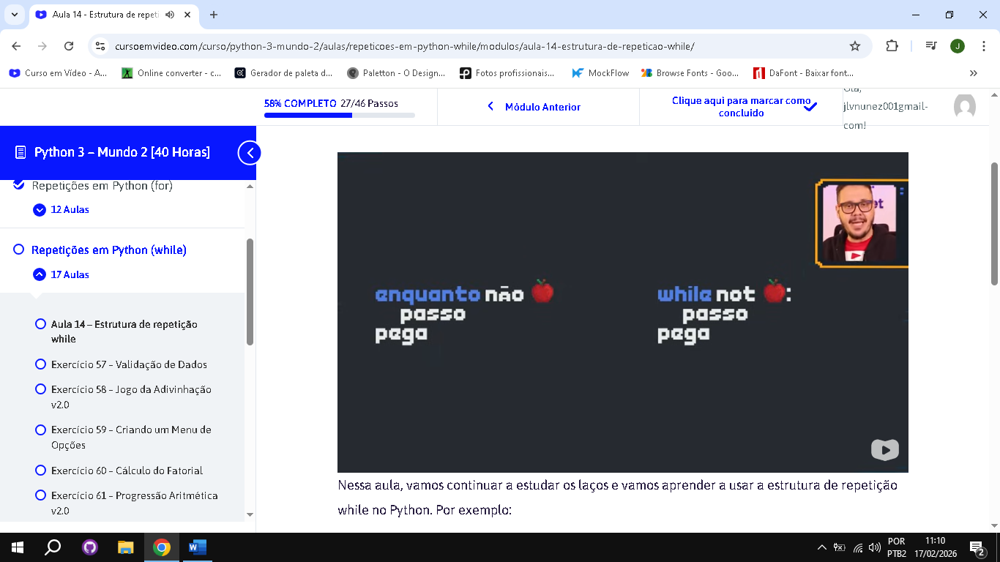 Aula 14 - Estrutura de repeti
cursoemvideo.com/curso/python-3-mundo-2/aulas/repeticoes-em-python-while/modulos/aula-14-estrutura-de-repeticao-while/
J
Curso em Vídeo - A...
Online converter - c...
Gerador de paleta d...
Paletton - O Design...
Fotos profissionais...
MockFlow
Browse Fonts - Goo...
DaFont - Baixar font...
58% COMPLETO 27/46 Passos
Módulo Anterior
Clique aqui para marcar como
concluido
Olá,
jlvnunez001gmail-
com!
Python 3 – Mundo 2 [40 Horas]
Repetições em Python (for)
12 Aulas
Repetições em Python (while)
17 Aulas
Aula 14 – Estrutura de repetição
while
Exercício 57 – Validação de Dados
Exercício 58 – Jogo da Adivinhação
v2.0
Exercício 59 – Criando um Menu de
Opções
Exercício 60 – Cálculo do Fatorial
Exercício 61 – Progressão Aritmética
v2.0
enquanto não
passo
pega
while not :
passo
pega
Nessa aula, vamos continuar a estudar os laços e vamos aprender a usar a estrutura de repetição
while no Python. Por exemplo:
POR
PTB2
11:10
17/02/2026
2